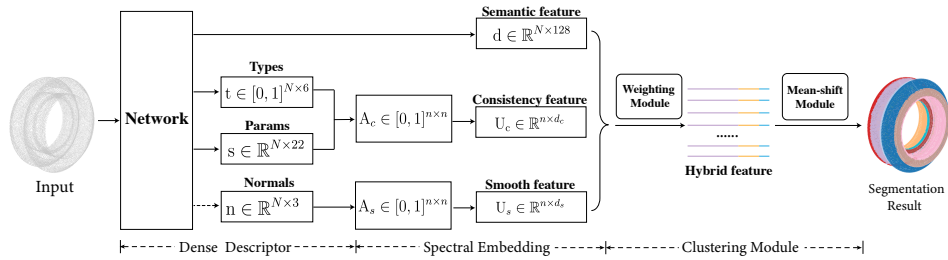 Input
Network
Types
t ∈ [0, 1]^{N×6}
Params
s ∈ ℝ^{N×22}
Normals
n ∈ ℝ^{N×3}
A_c ∈ [0, 1]^{n×n}
A_s ∈ [0, 1]^{n×n}
Semantic feature
d ∈ ℝ^{N×128}
Consistency feature
U_c ∈ ℝ^{n×d_c}
Smooth feature
U_s ∈ ℝ^{n×d_s}
Weighting
Module
......
Hybrid feature
Mean-shift
Module
Segmentation
Result
Dense Descriptor
Spectral Embedding
Clustering Module